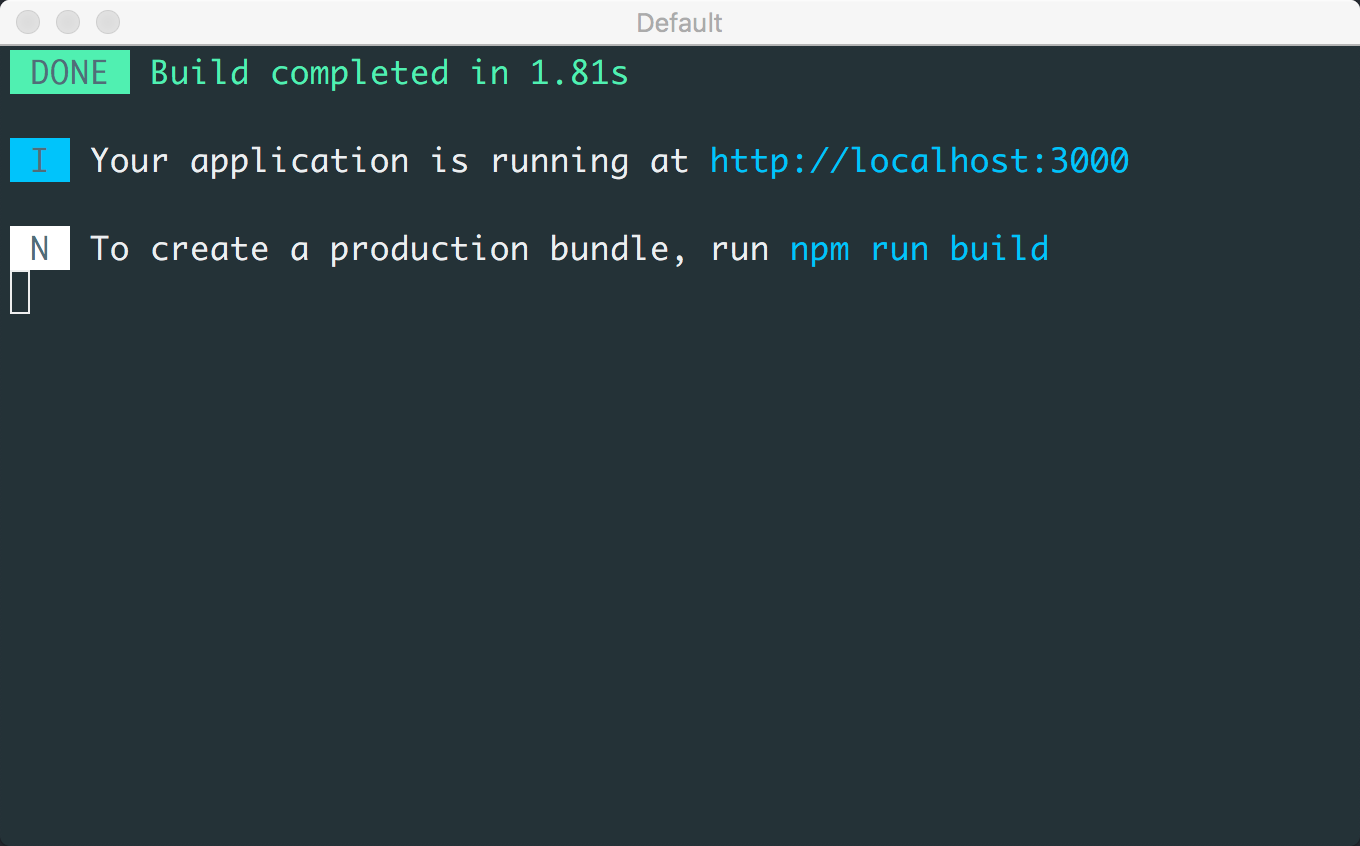 Default
DONE Build completed in 1.81s
I Your application is running at http://localhost:3000
N To create a production bundle, run npm run build